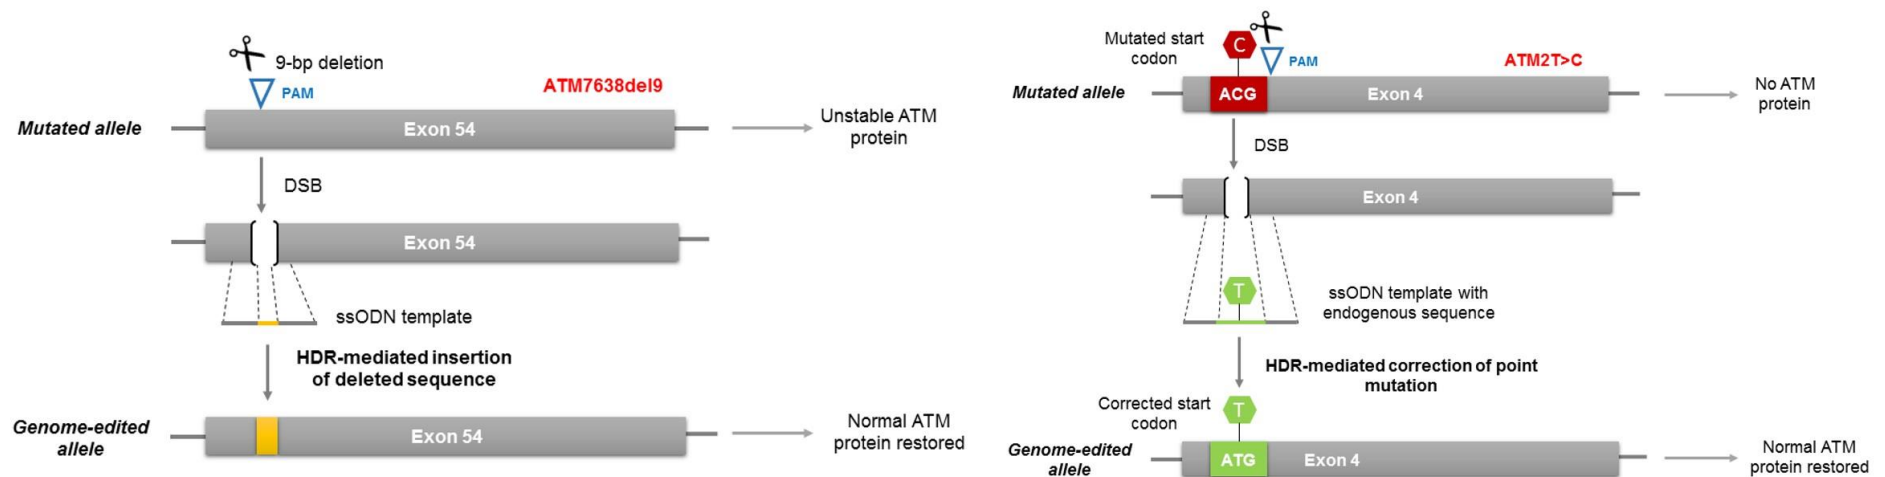 9-bp deletion
PAM
ATM7638del9
Mutated allele
Exon 54
Unstable ATM
protein
DSB
Exon 54
ssODN template
HDR-mediated insertion
of deleted sequence
Genome-edited
allele
Exon 54
Normal ATM
protein restored
Mutated start
codon
C
PAM
ATM2T>C
Mutated allele
ACG
Exon 4
No ATM
protein
DSB
Exon 4
T
ssODN template with
endogenous sequence
HDR-mediated correction of point
mutation
Corrected start
codon
T
Genome-edited
allele
ATG
Exon 4
Normal ATM
protein restored